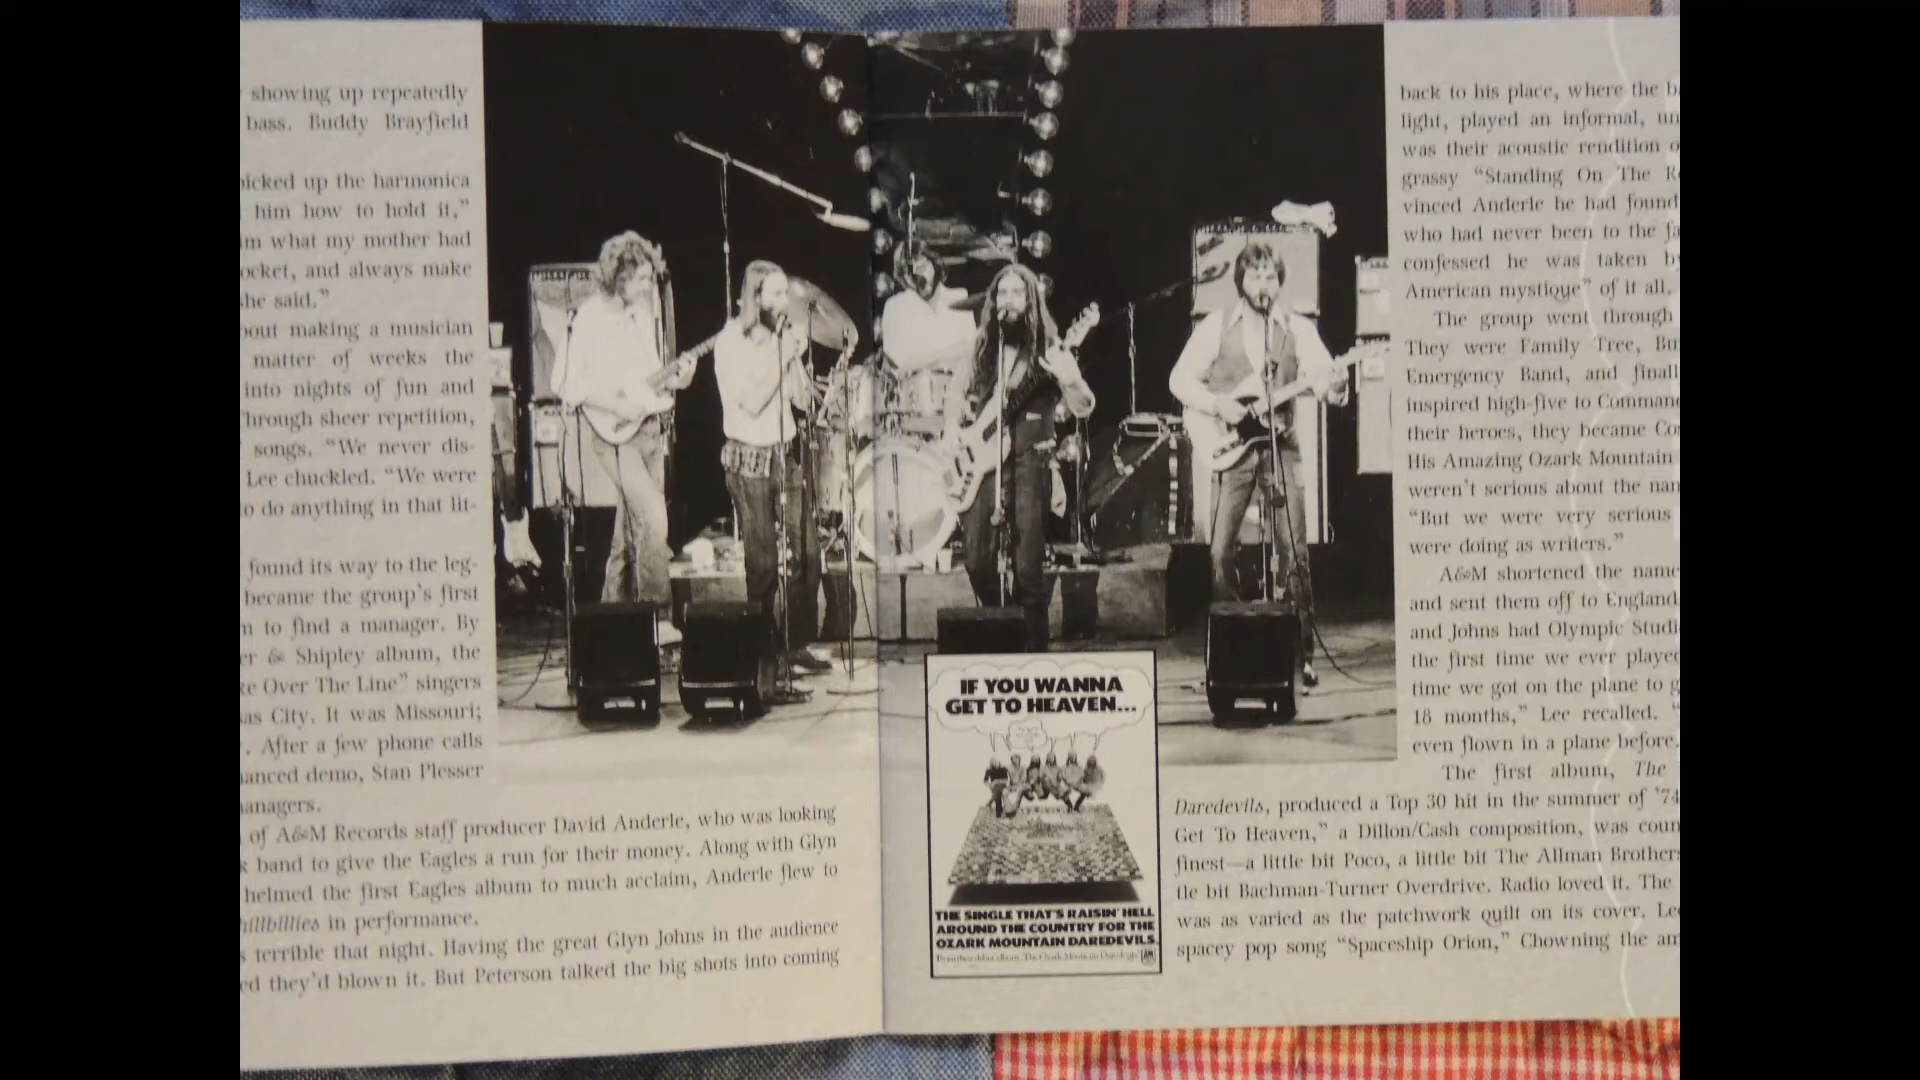 showing up repeatedly
bass. Buddy Brayfield
picked up the harmonica
him how to hold it,”
what my mother had
and always make
he said.”
about making a musician
matter of weeks the
into nights of fun and
Through sheer repetition,
songs. “We never dis-
Lee chuckled. “We were
to do anything in that lit-
found its way to the leg-
became the group’s first
to find a manager. By
& Shipley album, the
Over The Line” singers
City. It was Missouri;
. After a few phone calls
demo, Stan Plesser
managers.
of A&M Records staff producer David Anderle, who was looking
band to give the Eagles a run for their money. Along with Glyn
helmed the first Eagles album to much acclaim, Anderle flew to
hillbillies in performance.
terrible that night. Having the great Glyn Johns in the audience
they’d blown it. But Peterson talked the big shots into coming
IF YOU WANNA
GET TO HEAVEN...
THE SINGLE THAT’S RAISIN’ HELL
AROUND THE COUNTRY FOR THE
OZARK MOUNTAIN DAREDEVILS.
From their debut album, The Ozark Mountain Daredevils
back to his place, where the
light, played an informal,
was their acoustic rendition
grassy “Standing On The
vinced Anderle he had found
who had never been to the
confessed he was taken
American mystique” of it all.
The group went through
They were Family Tree,
Emergency Band, and
inspired high-five to
their heroes, they became
His Amazing Ozark Mountain
weren’t serious about the
“But we were very serious
were doing as writers.”
A&M shortened the name
and sent them off to England
and Johns had Olympic
the first time we ever played
time we got on the plane to
18 months,” Lee recalled. “
even flown in a plane before.
The first album, The
Daredevils, produced a Top 30 hit in the summer of ’74
Get To Heaven,” a Dillon/Cash composition, was
finest—a little bit Poco, a little bit The Allman Brothers
tle bit Bachman-Turner Overdrive. Radio loved it. The
was as varied as the patchwork quilt on its cover.
spacey pop song “Spaceship Orion,” Chowning the